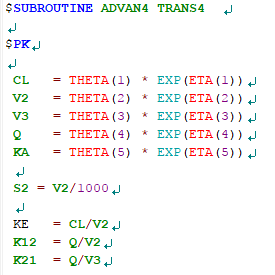 $SUBROUTINE ADVAN4 TRANS4
$PK
CL = THETA(1) * EXP(ETA(1))
V2 = THETA(2) * EXP(ETA(2))
V3 = THETA(3) * EXP(ETA(3))
Q = THETA(4) * EXP(ETA(4))
KA = THETA(5) * EXP(ETA(5))
S2 = V2/1000
KE = CL/V2
K12 = Q/V2
K21 = Q/V3